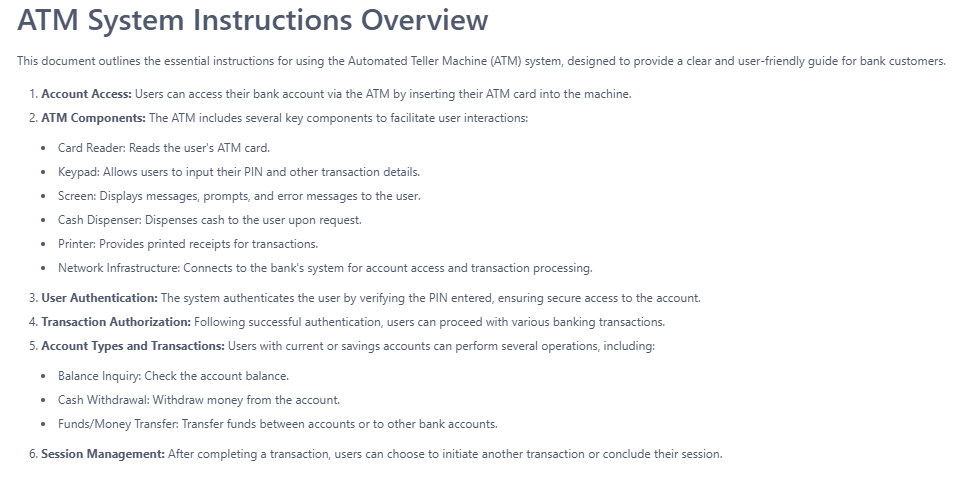 ATM System Instructions Overview
This document outlines the essential instructions for using the Automated Teller Machine (ATM) system, designed to provide a clear and user-friendly guide for bank customers.
1. Account Access: Users can access their bank account via the ATM by inserting their ATM card into the machine.
2. ATM Components: The ATM includes several key components to facilitate user interactions:
• Card Reader: Reads the user's ATM card.
• Keypad: Allows users to input their PIN and other transaction details.
• Screen: Displays messages, prompts, and error messages to the user.
• Cash Dispenser: Dispenses cash to the user upon request.
• Printer: Provides printed receipts for transactions.
• Network Infrastructure: Connects to the bank's system for account access and transaction processing.
3. User Authentication: The system authenticates the user by verifying the PIN entered, ensuring secure access to the account.
4. Transaction Authorization: Following successful authentication, users can proceed with various banking transactions.
5. Account Types and Transactions: Users with current or savings accounts can perform several operations, including:
• Balance Inquiry: Check the account balance.
• Cash Withdrawal: Withdraw money from the account.
• Funds/Money Transfer: Transfer funds between accounts or to other bank accounts.
6. Session Management: After completing a transaction, users can choose to initiate another transaction or conclude their session.